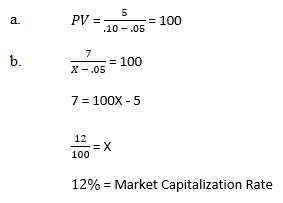 a. PV = 5 / .10 − .05 = 100
b. 7 / X − .05 = 100
7 = 100X - 5
12 / 100 = X
12% = Market Capitalization Rate